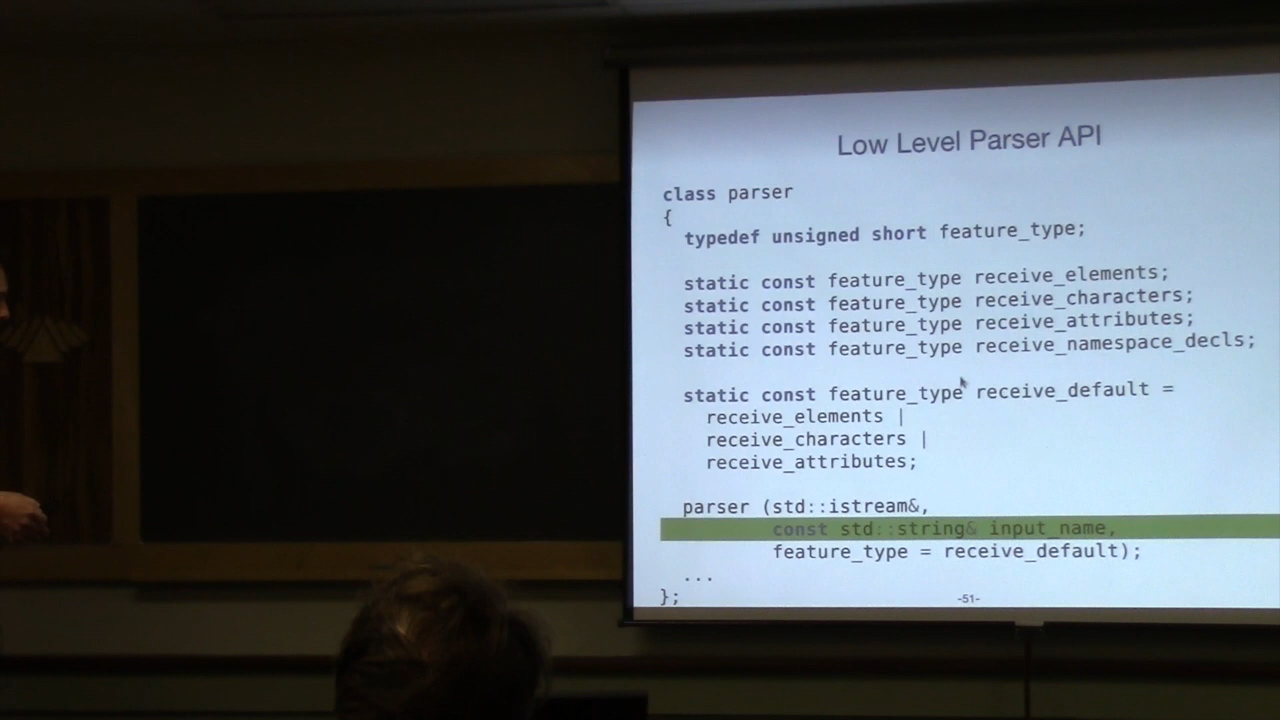 Low Level Parser API
class parser
{
typedef unsigned short feature_type;
static const feature_type receive_elements;
static const feature_type receive_characters;
static const feature_type receive_attributes;
static const feature_type receive_namespace_decls;
static const feature_type receive_default =
receive_elements |
receive_characters |
receive_attributes;
parser (std::istream&,
const std::string& input_name,
feature_type = receive_default);
...
};
-51-